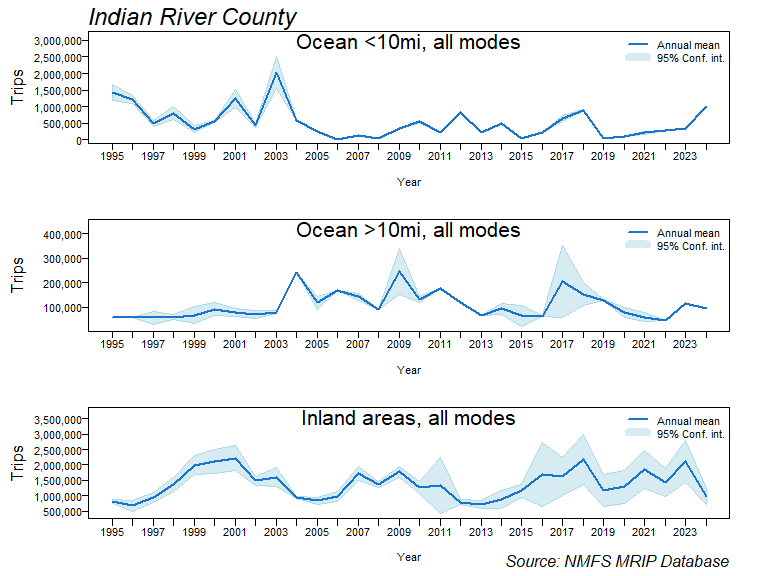 Indian River County
Ocean <10mi, all modes
Annual mean
95% Conf. int.
Trips
3,000,000
2,500,000
2,000,000
1,500,000
1,000,000
500,000
0
1995 1997 1999 2001 2003 2005 2007 2009 2011 2013 2015 2017 2019 2021 2023
Year
Ocean >10mi, all modes
Annual mean
95% Conf. int.
Trips
400,000
300,000
200,000
100,000
1995 1997 1999 2001 2003 2005 2007 2009 2011 2013 2015 2017 2019 2021 2023
Year
Inland areas, all modes
Annual mean
95% Conf. int.
Trips
3,500,000
3,000,000
2,500,000
2,000,000
1,500,000
1,000,000
500,000
1995 1997 1999 2001 2003 2005 2007 2009 2011 2013 2015 2017 2019 2021 2023
Year
Source: NMFS MRIP Database